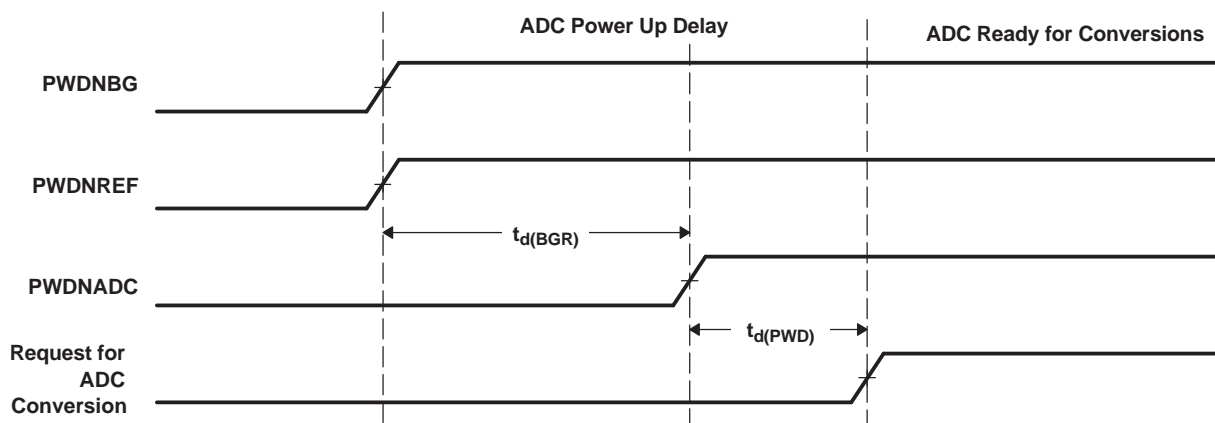 ADC Power Up Delay
ADC Ready for Conversions
PWDNBG
PWDNREF
td(BGR)
PWDNADC
td(PWD)
Request for
ADC
Conversion